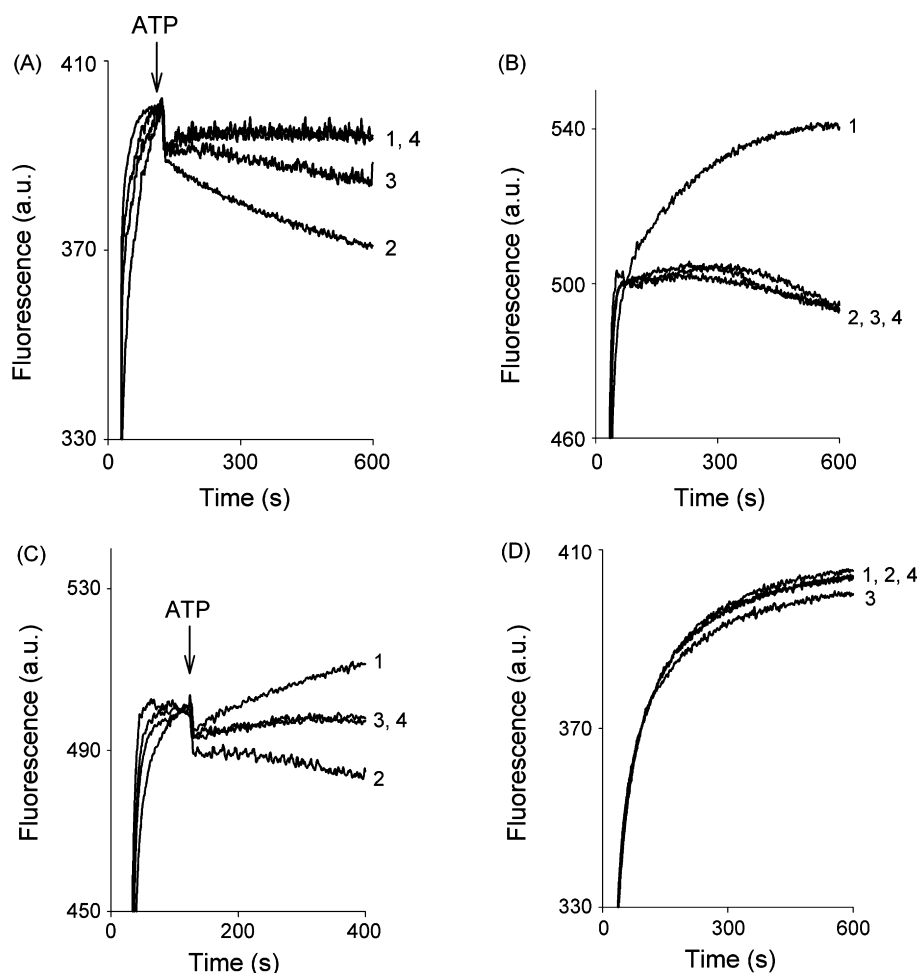 ATP
(A)
410
370
330
0
300
600
Fluorescence (a.u.)
Time (s)
1, 4
3
2
(B)
540
500
460
0
300
600
Fluorescence (a.u.)
Time (s)
1
2, 3, 4
(C)
ATP
530
490
450
0
200
400
Fluorescence (a.u.)
Time (s)
1
3, 4
2
(D)
410
370
330
0
300
600
Fluorescence (a.u.)
Time (s)
1, 2, 4
3